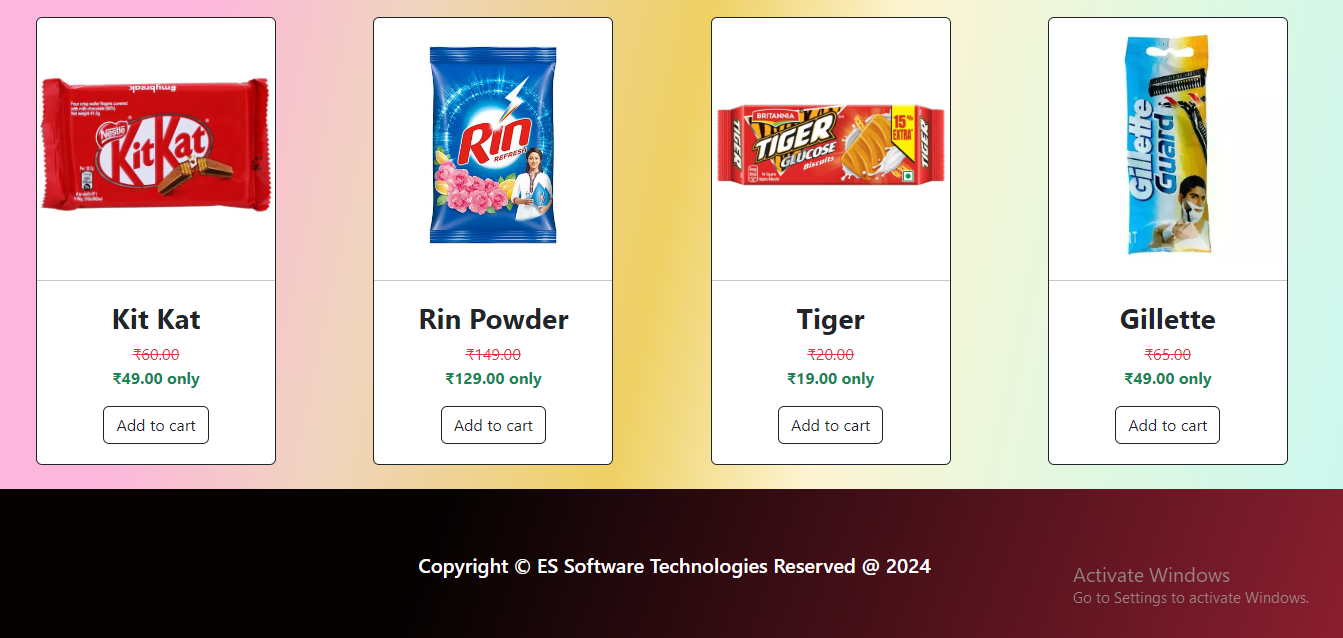 #mybreak
Nestle
KitKat
Rin
REFRESH
BRITANNIA
TIGER
GLUCOSE
Biscuits
15%
EXTRA*
TIGER
TIGER
Gillette
Guard
Kit Kat
₹60.00
₹49.00 only
Add to cart
Rin Powder
₹149.00
₹129.00 only
Add to cart
Tiger
₹20.00
₹19.00 only
Add to cart
Gillette
₹65.00
₹49.00 only
Add to cart
Copyright © ES Software Technologies Reserved @ 2024
Activate Windows
Go to Settings to activate Windows.